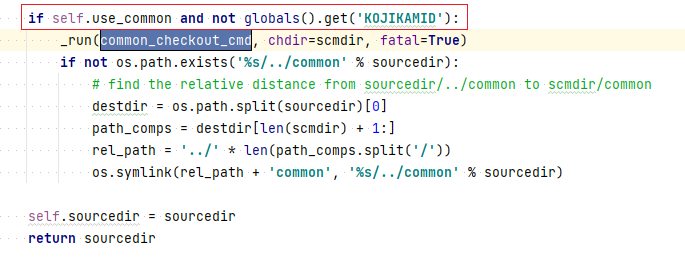 if self.use_common and not globals().get('KOJIKAMID'):
    _run(common_checkout_cmd, chdir=scmdir, fatal=True)
    if not os.path.exists('%s/../common' % sourcedir):
        # find the relative distance from sourcedir/../common to scmdir/common
        destdir = os.path.split(sourcedir)[0]
        path_comps = destdir[len(scmdir) + 1:]
        rel_path = '../' * len(path_comps.split('/'))
        os.symlink(rel_path + 'common', '%s/../common' % sourcedir)
self.sourcedir = sourcedir
return sourcedir